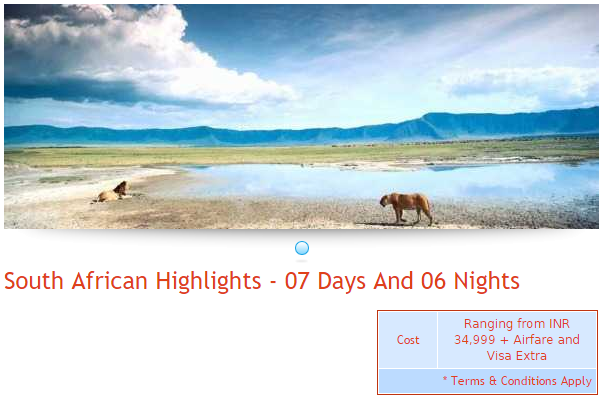 South African Highlights - 07 Days And 06 Nights
Cost
Ranging from INR
34,999 + Airfare and
Visa Extra
* Terms & Conditions Apply